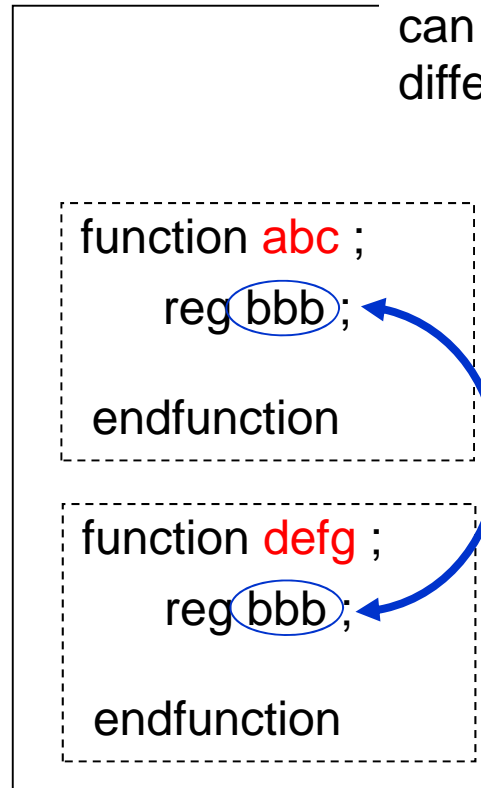 can
diffe
function abc ;
reg bbb ;
endfunction
function defg ;
reg bbb ;
endfunction